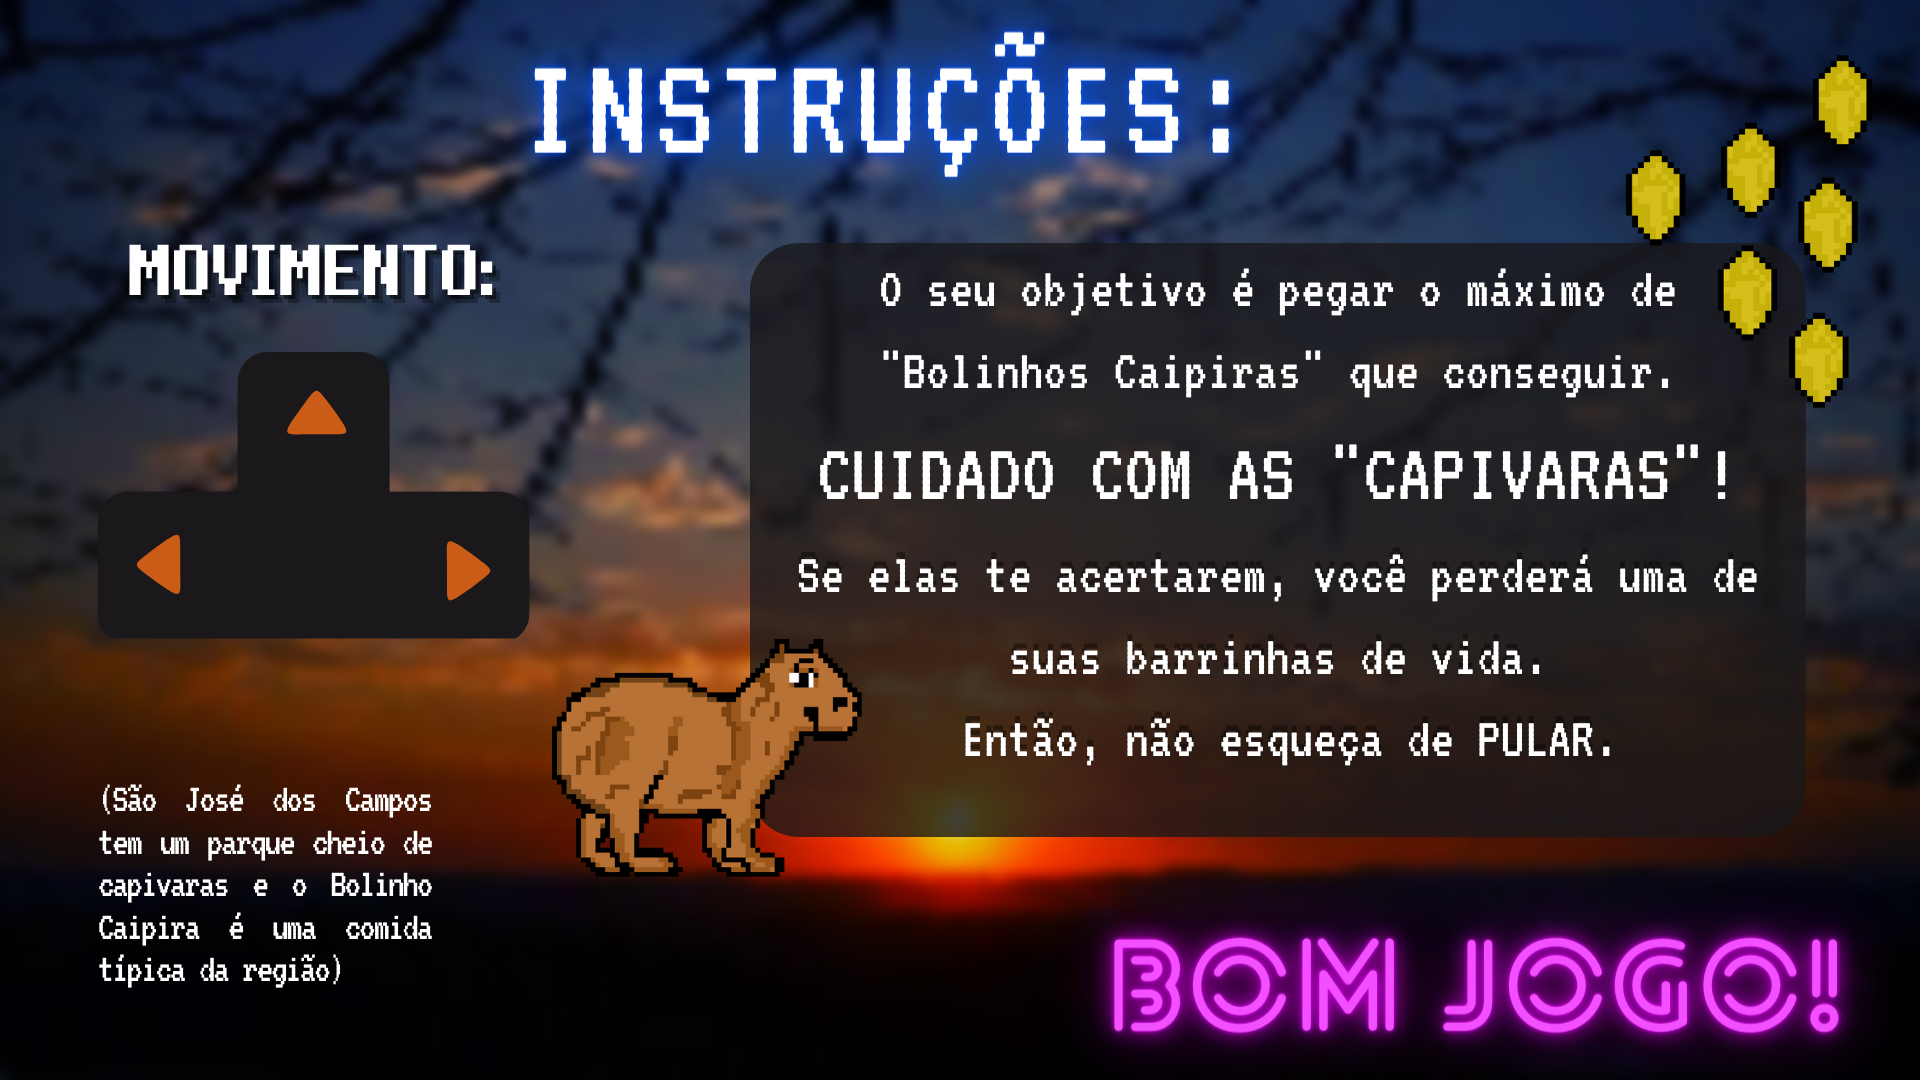 INSTRUÇÕES:
MOVIMENTO:
O seu objetivo é pegar o máximo de
"Bolinhos Caipiras" que conseguir.
CUIDADO COM AS "CAPIVARAS"!
Se elas te acertarem, você perderá uma de
suas barrinhas de vida.
Então, não esqueça de PULAR.
(São José dos Campos
tem um parque cheio de
capivaras e o Bolinho
Caipira é uma comida
típica da região)
BOM JOGO!